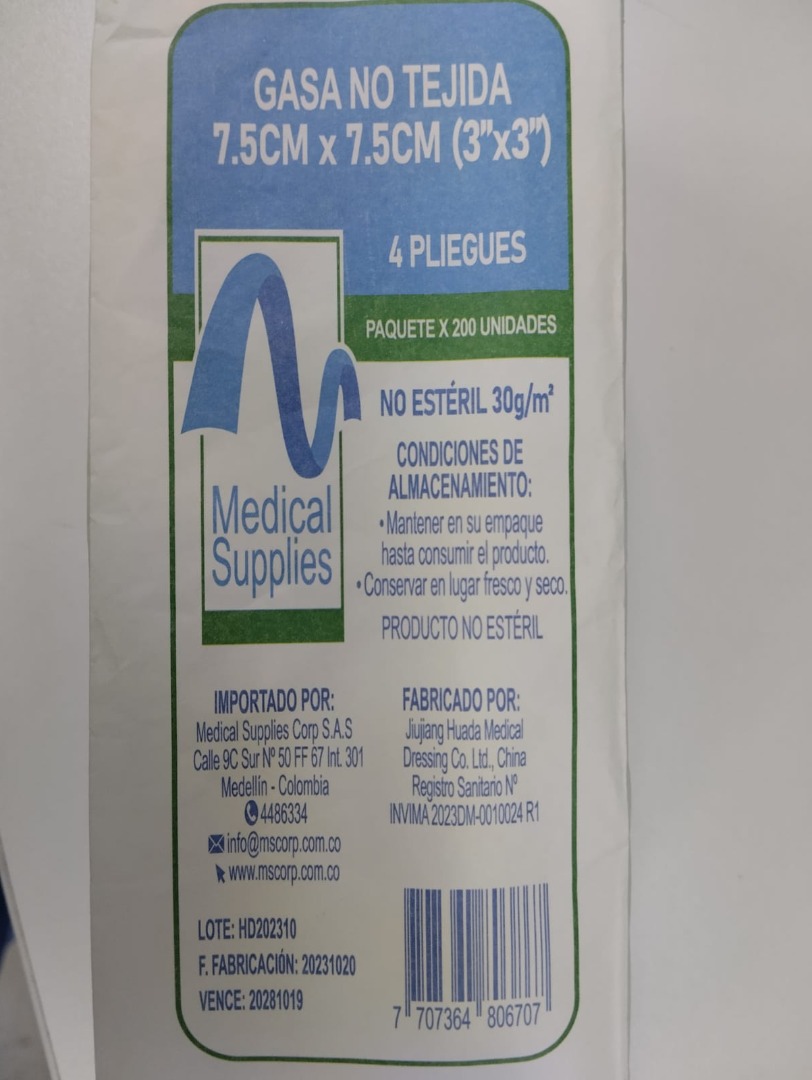 GASA NO TEJIDA
7.5CM x 7.5CM (3"x3")
4 PLIEGUES
PAQUETE X 200 UNIDADES
Medical
Supplies
NO ESTÉRIL 30g/m²
CONDICIONES DE
ALMACENAMIENTO:
•Mantener en su empaque
hasta consumir el producto.
•Conservar en lugar fresco y seco.
PRODUCTO NO ESTÉRIL
IMPORTADO POR:
Medical Supplies Corp S.A.S
Calle 9C Sur Nº 50 FF 67 Int. 301
Medellín - Colombia
4486334
info@mscorp.com.co
www.mscorp.com.co
FABRICADO POR:
Jiujiang Huada Medical
Dressing Co. Ltd., China
Registro Sanitario Nº
INVIMA 2023DM-0010024 R1
LOTE: HD202310
F. FABRICACIÓN: 20231020
VENCE: 20281019
7 707364 806707